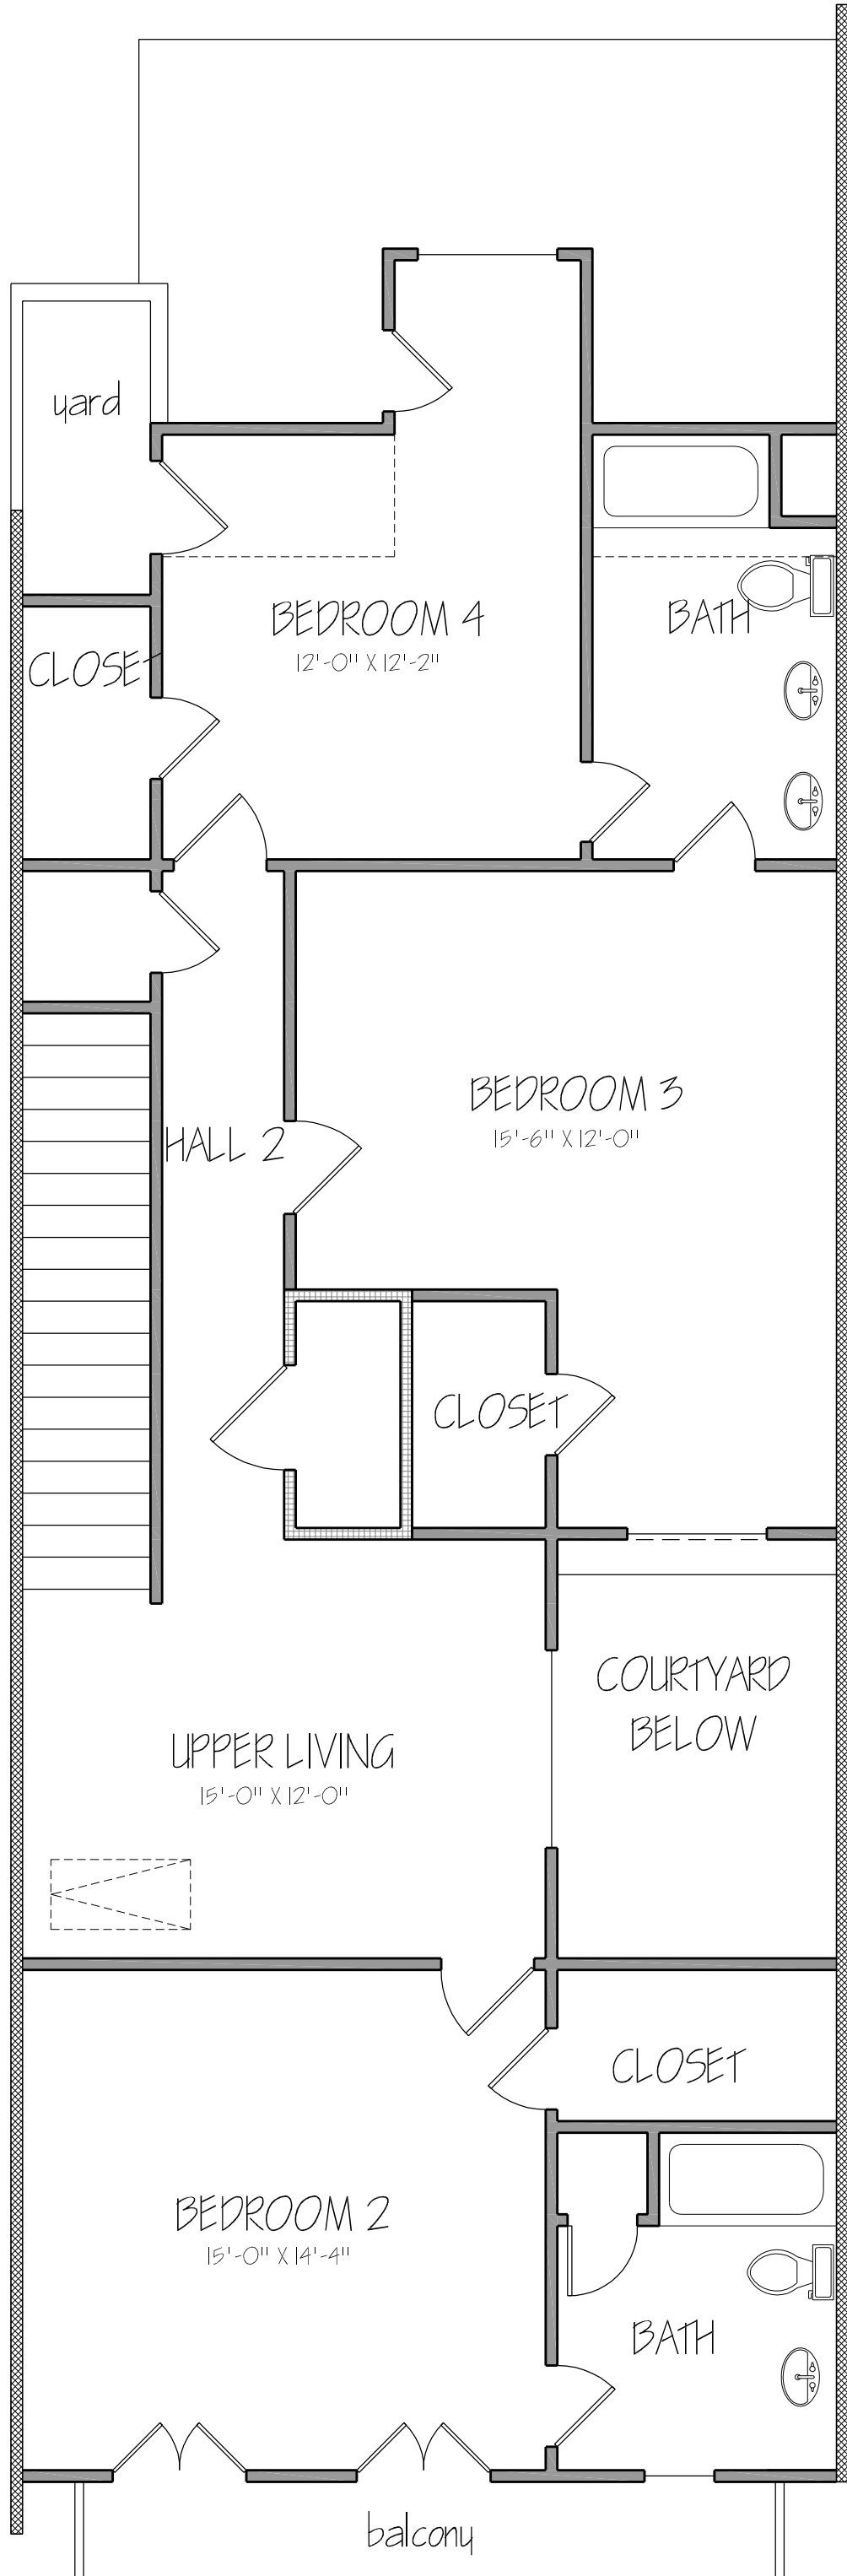 yard
BEDROOM 4
12'-0" X 12'-2"
BATH
CLOSET
BEDROOM 3
15'-6" X 12'-0"
HALL 2
CLOSET
COURTYARD
BELOW
UPPER LIVING
15'-0" X 12'-0"
CLOSET
BEDROOM 2
15'-0" X 14'-4"
BATH
balcony